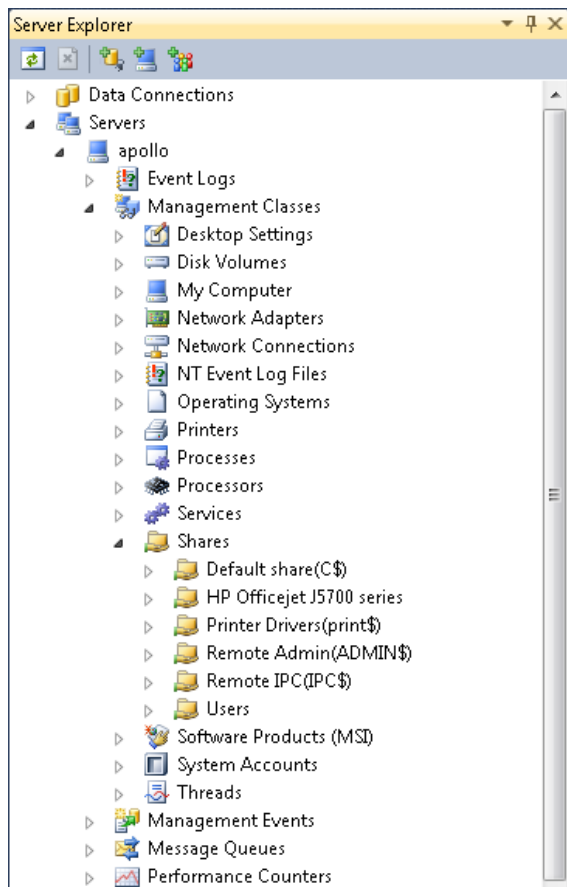 Server Explorer
Data Connections
Servers
apollo
Event Logs
Management Classes
Desktop Settings
Disk Volumes
My Computer
Network Adapters
Network Connections
NT Event Log Files
Operating Systems
Printers
Processes
Processors
Services
Shares
Default share(C$)
HP Officejet J5700 series
Printer Drivers(print$)
Remote Admin(ADMIN$)
Remote IPC(IPC$)
Users
Software Products (MSI)
System Accounts
Threads
Management Events
Message Queues
Performance Counters